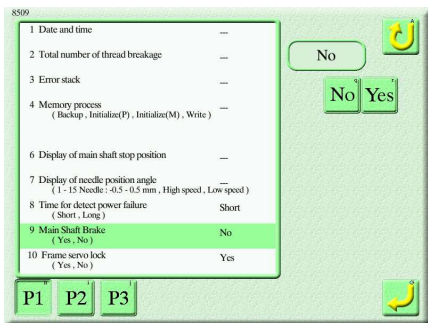 8509
1 Date and time ---
2 Total number of thread breakage ---
3 Error stack ---
4 Memory process ---
( Backup , Initialize(P) , Initialize(M) , Write )
6 Display of main shaft stop position ---
7 Display of needle position angle ---
( 1 - 15 Needle : -0.5 - 0.5 mm , High speed , Low speed )
8 Time for detect power failure Short
( Short , Long )
9 Main Shaft Brake No
( Yes , No )
10 Frame servo lock Yes
( Yes , No )
A
No
q
No
r
Yes
P1
i
P2
P3